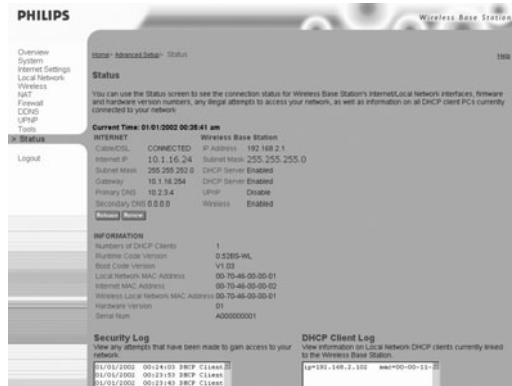 PHILIPS
Wireless Base Station
Overview
System
Internet Settings
Local Network
Wireless
NAT
Firewall
DDNS
UPNP
Tools
> Status
Logout
Home> Advanced Setup> Status
Help
Status
You can use the Status screen to see the connection status for Wireless Base Station's Internet/Local Network interfaces, firmware
and hardware version numbers, any illegal attempts to access your network, as well as information on all DHCP client PCs currently
connected to your network
Current Time: 01/01/2002 00:35:41 am
INTERNET
Cable/DSL CONNECTED
Internet IP 10.1.16.24
Subnet Mask 255.255.252.0
Gateway 10.1.16.254
Primary DNS 10.2.3.4
Secondary DNS 0.0.0.0
Release Renew
Wireless Base Station
IP Address 192.168.2.1
Subnet Mask 255.255.255.0
DHCP Server Enabled
DHCP Server Enabled
UPnP Disable
Wireless Enabled
INFORMATION
Numbers of DHCP Clients 1
Runtime Code Version 0.52BS-WL
Boot Code Version V1.03
Local Network MAC Address 00-70-46-00-00-01
Internet MAC Address 00-70-46-00-00-02
Wireless Local Network MAC Address 00-70-46-00-00-01
Hardware Version 01
Serial Num A000000001
Security Log
View any attempts that have been made to gain access to your
network.
01/01/2002 00:24:03 DHCP Client
01/01/2002 00:23:53 DHCP Client
01/01/2002 00:23:43 DHCP Client
DHCP Client Log
View information on Local Network DHCP clients currently linked
to the Wireless Base Station.
ip=192.168.2.102 mac=00-00-11-